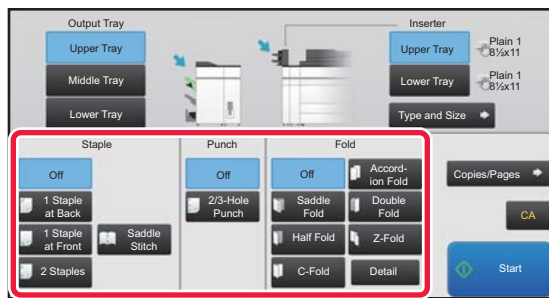 Output Tray
Inserter
Upper Tray
Middle Tray
Lower Tray
Upper Tray
Plain 1
8½x11
Lower Tray
Plain 1
8½x11
Type and Size
Staple
Punch
Fold
Off
1 Staple
at Back
1 Staple
at Front
Saddle
Stitch
2 Staples
Off
2/3-Hole
Punch
Off
Accord-
ion Fold
Saddle
Fold
Double
Fold
Half Fold
Z-Fold
C-Fold
Detail
Copies/Pages
CA
Start